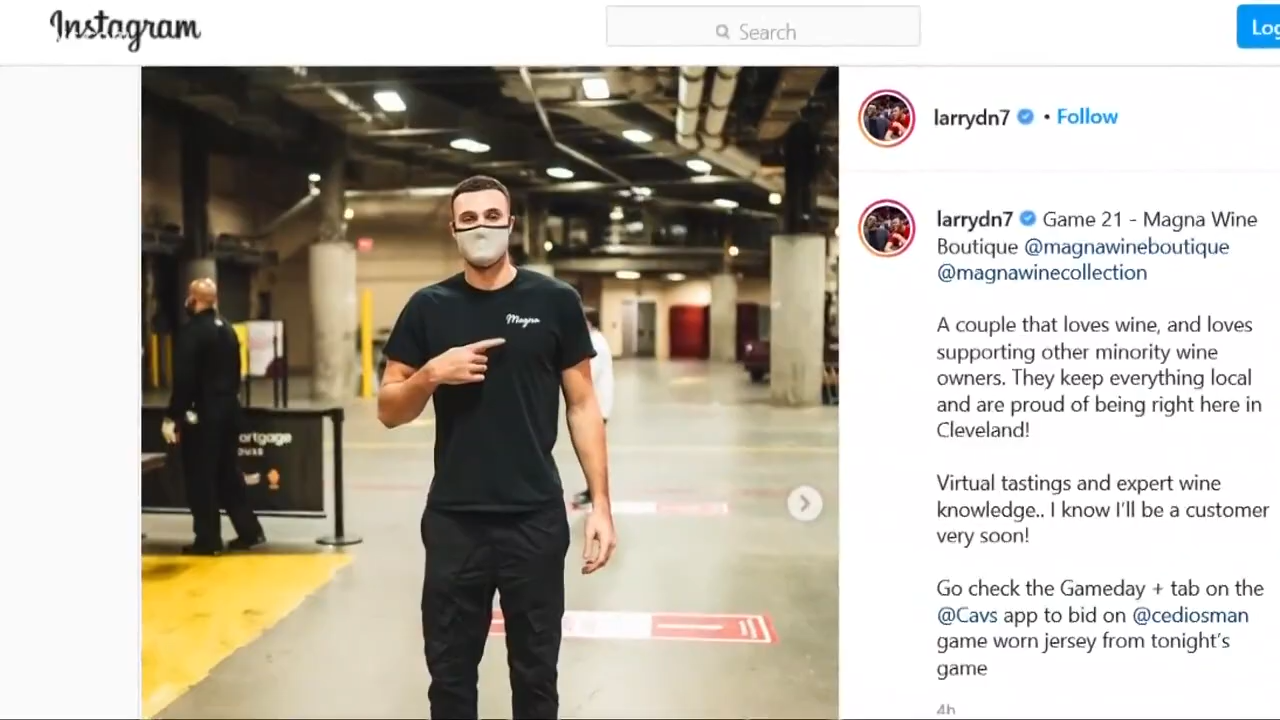 Instagram
Search
Log
larrydn7 • Follow
larrydn7 Game 21 - Magna Wine
Boutique @magnawineboutique
@magnawinecollection
A couple that loves wine, and loves
supporting other minority wine
owners. They keep everything local
and are proud of being right here in
Cleveland!
Virtual tastings and expert wine
knowledge.. I know I'll be a customer
very soon!
Go check the Gameday + tab on the
@Cavs app to bid on @cediosman
game worn jersey from tonight's
game
4h
Magna
ortgage